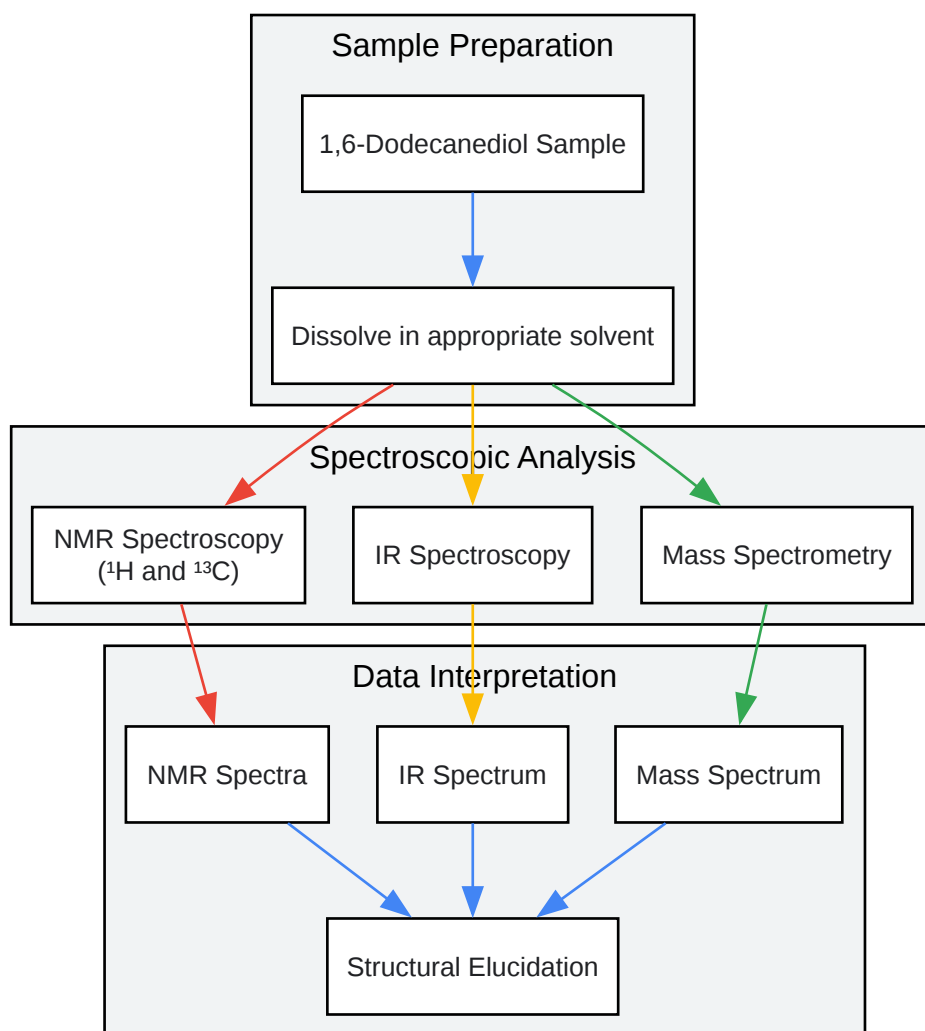 Sample Preparation
1,6-Dodecanediol Sample
Dissolve in appropriate solvent
Spectroscopic Analysis
NMR Spectroscopy
(¹H and ¹³C)
IR Spectroscopy
Mass Spectrometry
Data Interpretation
NMR Spectra
IR Spectrum
Mass Spectrum
Structural Elucidation